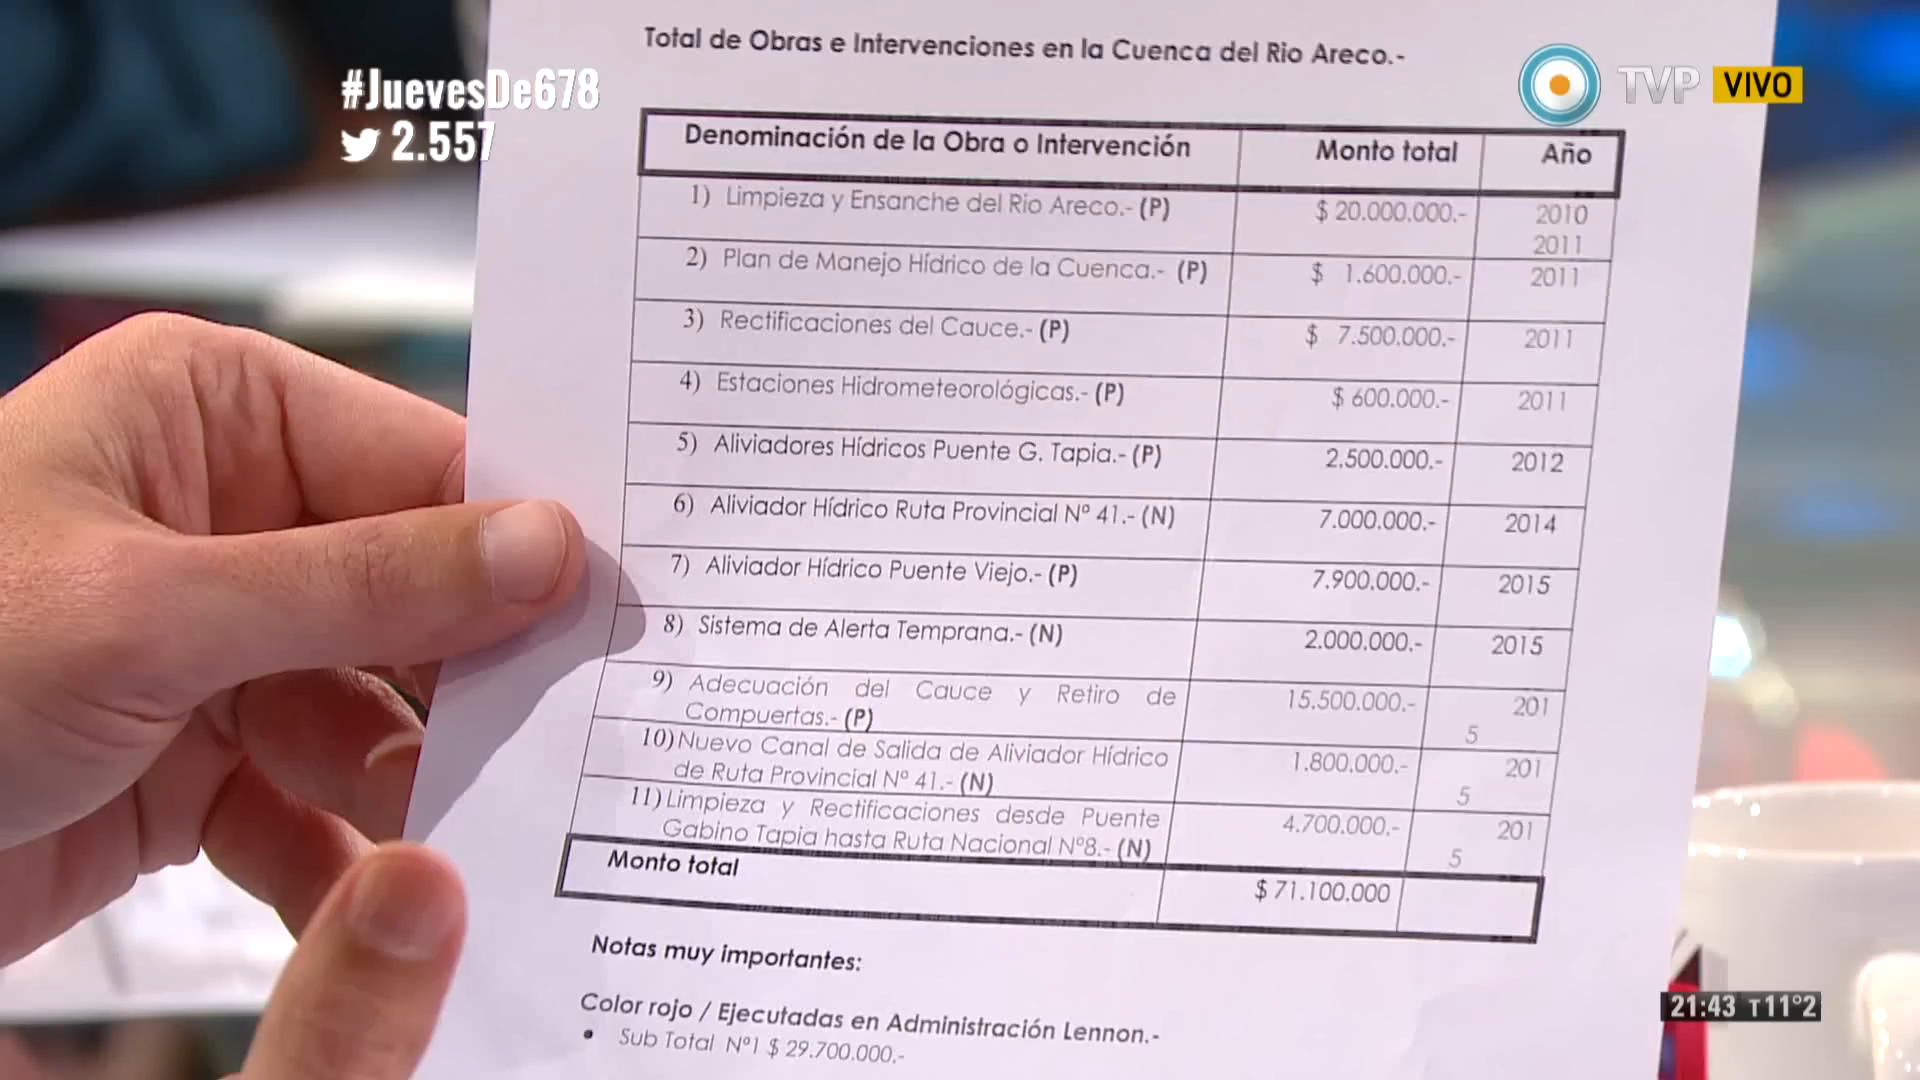 Total de Obras e Intervenciones en la Cuenca del Rio Areco.-
#JuevesDe678
2.557
TVP VIVO
Denominación de la Obra o Intervención Monto total Año
1) Limpieza y Ensanche del Rio Areco.- (P) $ 20.000.000.- 2010
2011
2) Plan de Manejo Hídrico de la Cuenca.- (P) $ 1.600.000.- 2011
3) Rectificaciones del Cauce.- (P) $ 7.500.000.- 2011
4) Estaciones Hidrometeorológicas.- (P) $ 600.000.- 2011
5) Aliviadores Hídricos Puente G. Tapia.- (P) 2.500.000.- 2012
6) Aliviador Hídrico Ruta Provincial Nº 41.- (N) 7.000.000.- 2014
7) Aliviador Hídrico Puente Viejo.- (P) 7.900.000.- 2015
8) Sistema de Alerta Temprana.- (N) 2.000.000.- 2015
9) Adecuación del Cauce y Retiro de 15.500.000.- 201
Compuertas.- (P) 5
10) Nuevo Canal de Salida de Aliviador Hídrico 1.800.000.- 201
de Ruta Provincial Nº 41.- (N) 5
11) Limpieza y Rectificaciones desde Puente 4.700.000.- 201
Gabino Tapia hasta Ruta Nacional Nº8.- (N) 5
Monto total $ 71.100.000
Notas muy importantes:
Color rojo / Ejecutadas en Administración Lennon.-
• Sub Total Nº1 $ 29.700.000.-
21:43 T11°2